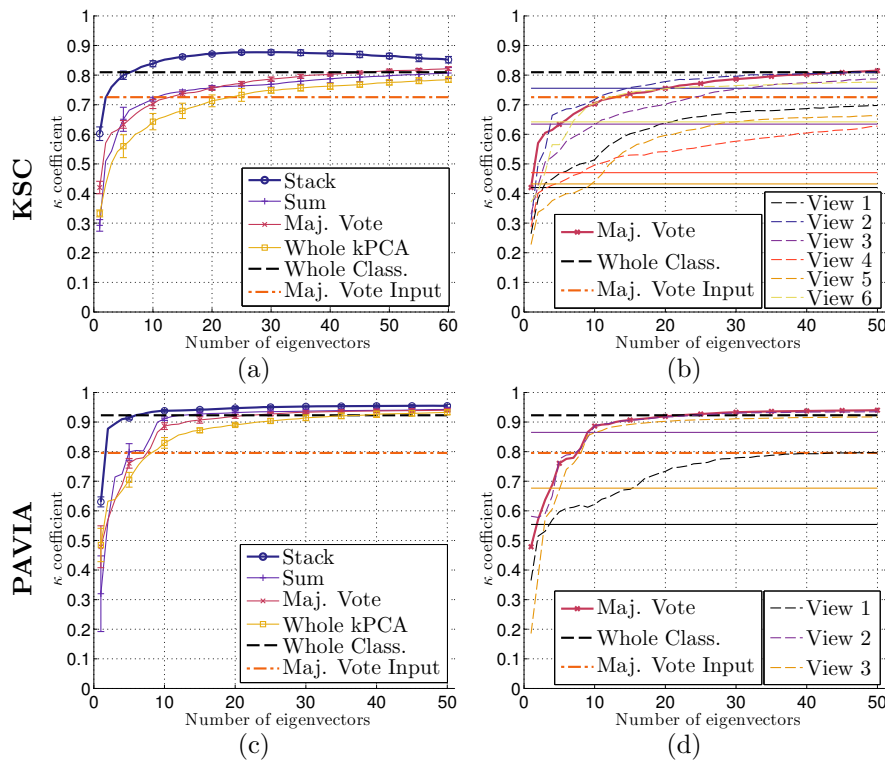 KSC
κ coefficient
1
0.9
0.8
0.7
0.6
0.5
0.4
0.3
0.2
0.1
0
0 10 20 30 40 50 60
Number of eigenvectors
Stack
Sum
Maj. Vote
Whole kPCA
Whole Class.
Maj. Vote Input
(a)
κ coefficient
1
0.9
0.8
0.7
0.6
0.5
0.4
0.3
0.2
0.1
0
0 10 20 30 40 50
Number of eigenvectors
Maj. Vote
Whole Class.
Maj. Vote Input
View 1
View 2
View 3
View 4
View 5
View 6
(b)
PAVIA
κ coefficient
1
0.9
0.8
0.7
0.6
0.5
0.4
0.3
0.2
0.1
0
0 10 20 30 40 50
Number of eigenvectors
Stack
Sum
Maj. Vote
Whole kPCA
Whole Class.
Maj. Vote Input
(c)
κ coefficient
1
0.9
0.8
0.7
0.6
0.5
0.4
0.3
0.2
0.1
0
0 10 20 30 40 50
Number of eigenvectors
Maj. Vote
Whole Class.
Maj. Vote Input
View 1
View 2
View 3
(d)